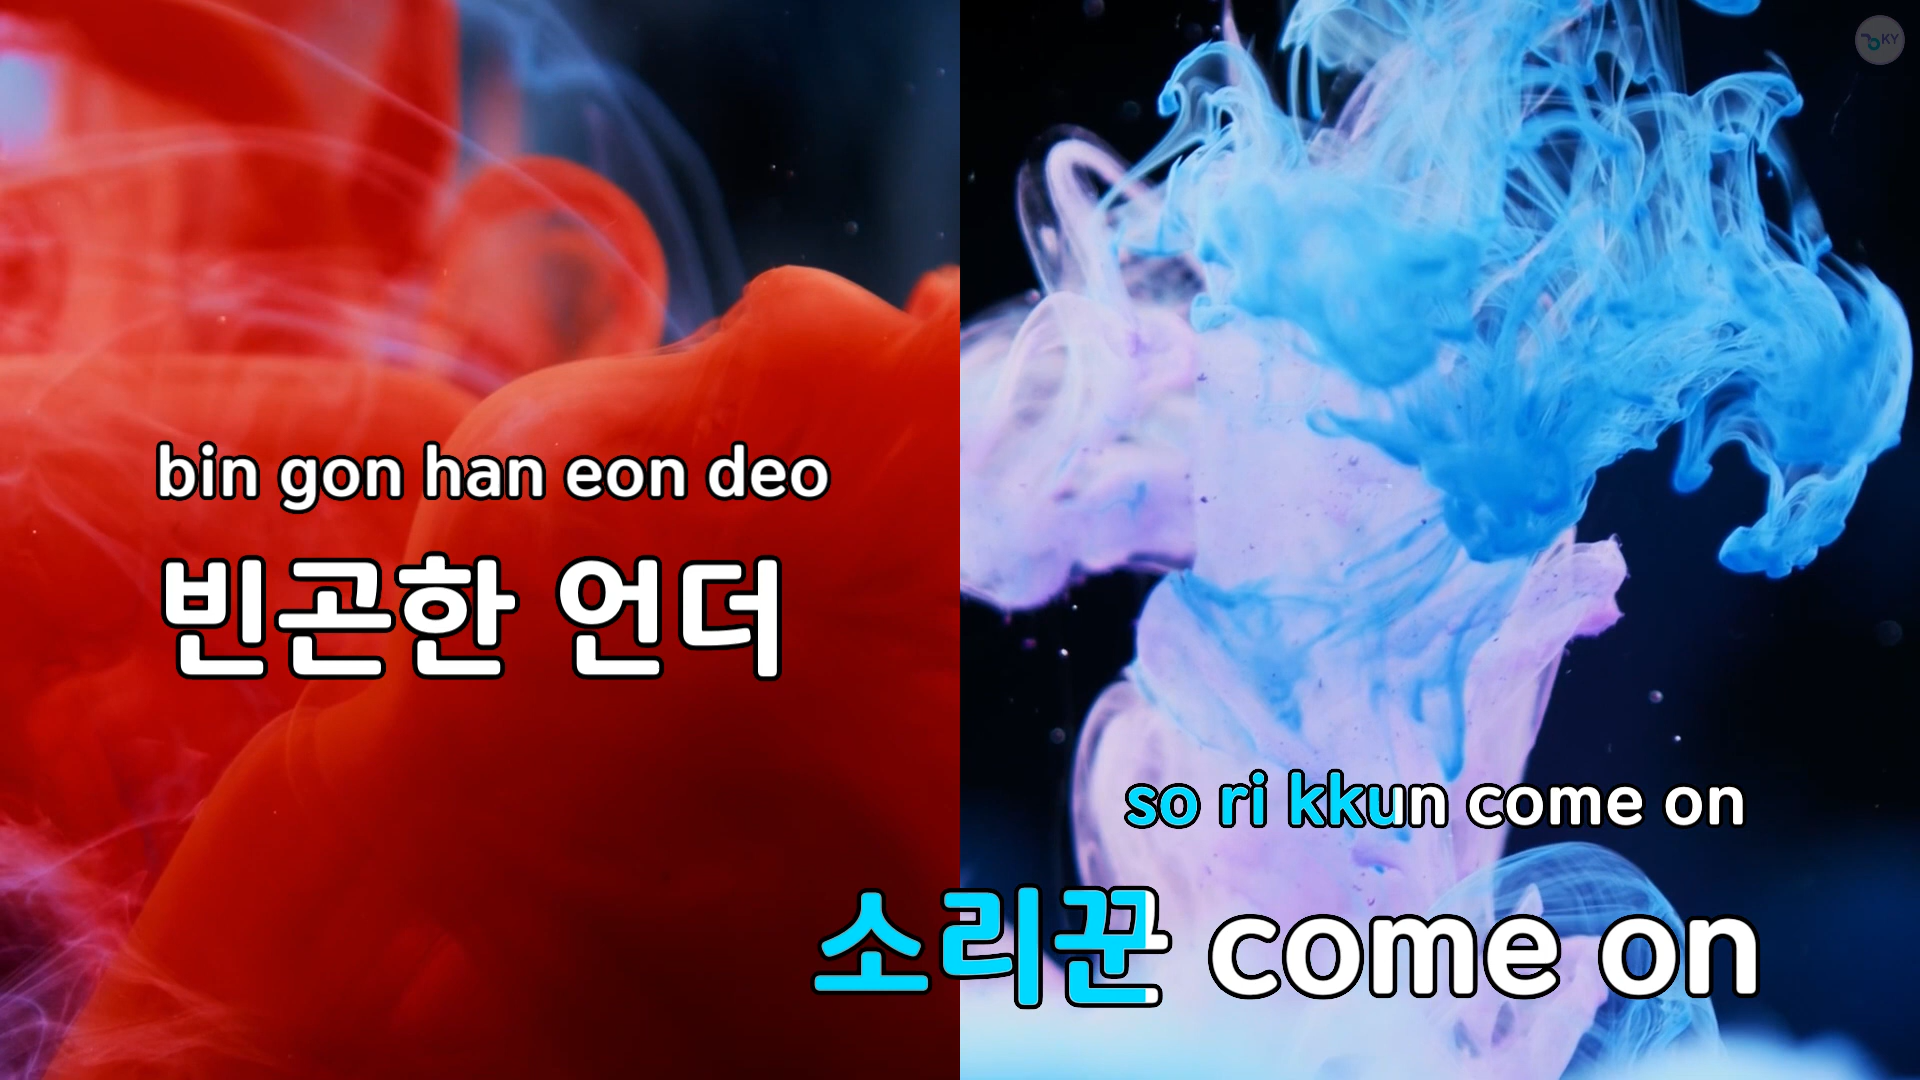 KY
bin gon han eon deo
빈곤한 언더
so ri kkun come on
소리꾼 come on